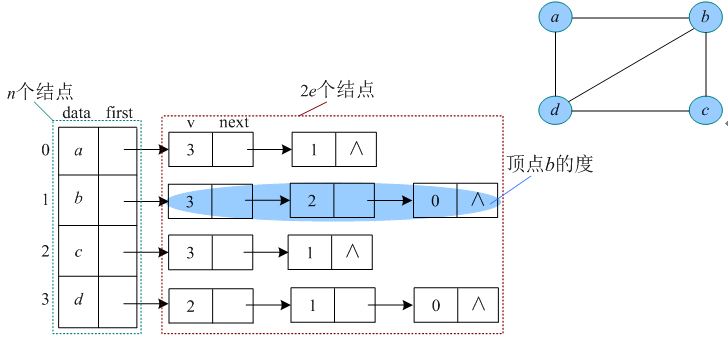 a b
d c
n个结点
2e个结点
data first
v next
顶点b的度
0 a 3 1 ∧
1 b 3 2 0 ∧
2 c 3 1 ∧
3 d 2 1 0 ∧